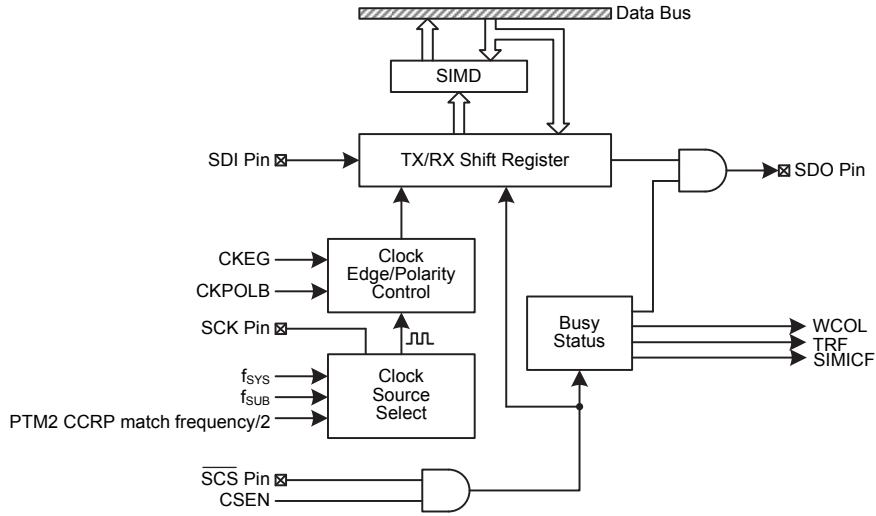 Data Bus
SIMD
SDI Pin
TX/RX Shift Register
SDO Pin
CKEG
CKPOLB
Clock
Edge/Polarity
Control
SCK Pin
Busy
Status
WCOL
TRF
SIMICF
fSYS
fSUB
PTM2 CCRP match frequency/2
Clock
Source
Select
SCS Pin
CSEN